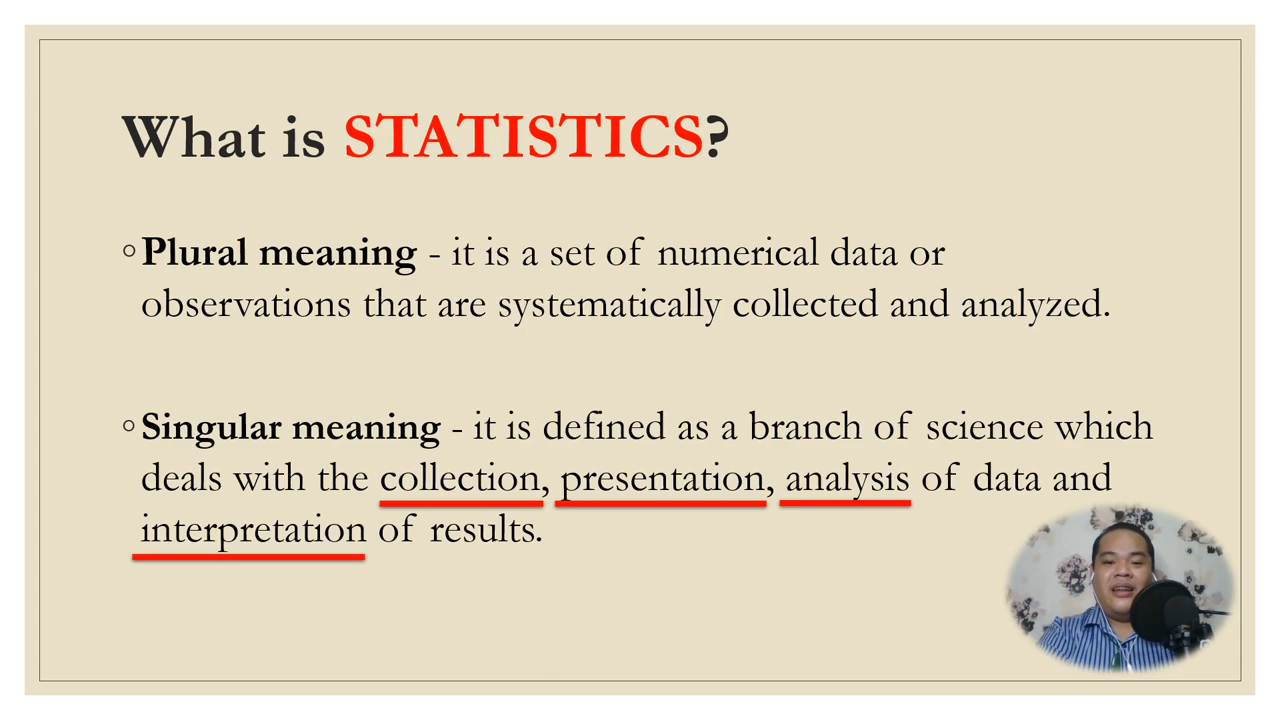 What is STATISTICS?
◦Plural meaning - it is a set of numerical data or
observations that are systematically collected and analyzed.
◦Singular meaning - it is defined as a branch of science which
deals with the collection, presentation, analysis of data and
interpretation of results.